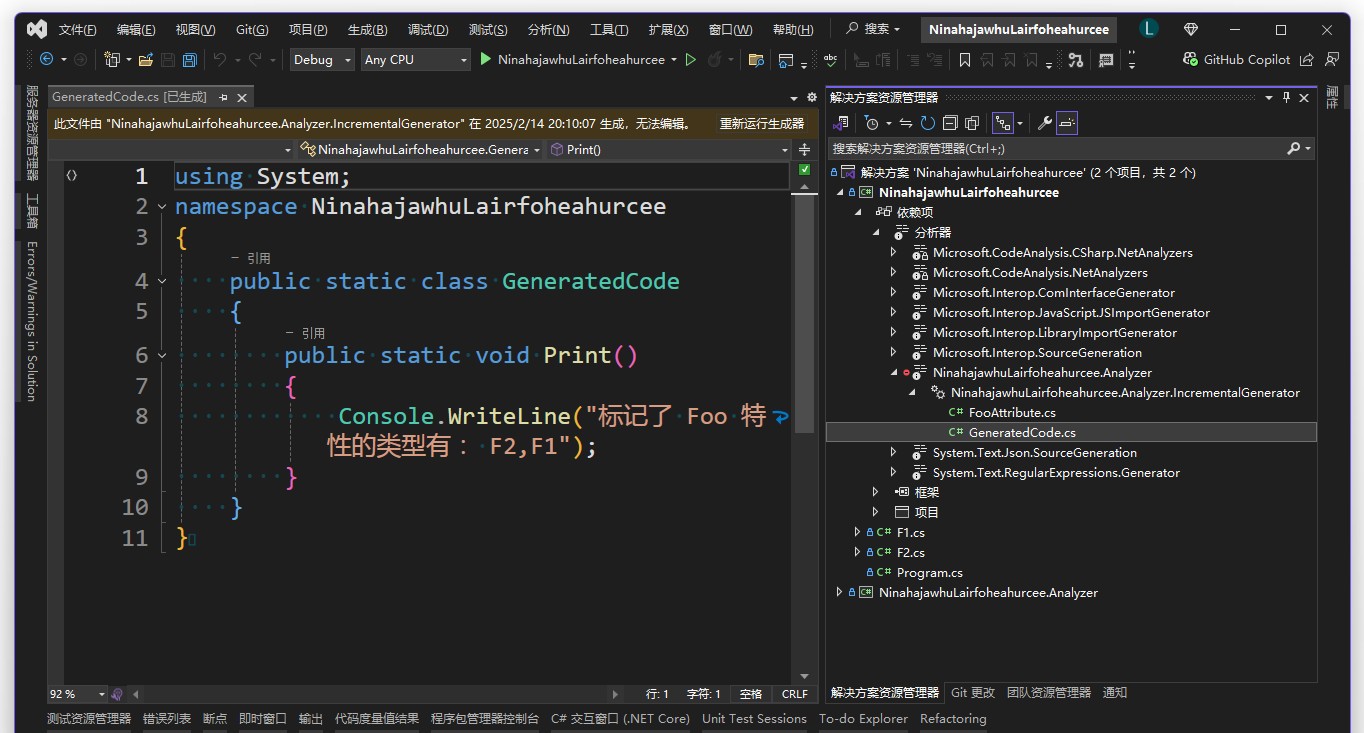 文件(F) 编辑(E) 视图(V) Git(G) 项目(P) 生成(B) 调试(D) 测试(S) 分析(N) 工具(T) 扩展(X) 窗口(W) 帮助(H) 搜索 NinahajawhuLairfoheahurcee L
Debug Any CPU NinahajawhuLairfoheahurcee abc GitHub Copilot
服务器资源管理器
工具箱
Errors/Warnings in Solution
GeneratedCode.cs [已生成]
此文件由 "NinahajawhuLairfoheahurcee.Analyzer.IncrementalGenerator" 在 2025/2/14 20:10:07 生成，无法编辑。 重新运行生成器
NinahajawhuLairfoheahurcee.Genera Print()
1 using System;
2 namespace NinahajawhuLairfoheahurcee
3 {
引用
4 public static class GeneratedCode
5 {
引用
6 public static void Print()
7 {
8 Console.WriteLine("标记了 Foo 特
性的类型有： F2,F1");
9 }
10 }
11 }
92 % 行: 1 字符: 1 空格 CRLF
解决方案资源管理器
搜索解决方案资源管理器(Ctrl+;)
解决方案 'NinahajawhuLairfoheahurcee' (2 个项目，共 2 个)
C# NinahajawhuLairfoheahurcee
依赖项
分析器
Microsoft.CodeAnalysis.CSharp.NetAnalyzers
Microsoft.CodeAnalysis.NetAnalyzers
Microsoft.Interop.ComInterfaceGenerator
Microsoft.Interop.JavaScript.JSImportGenerator
Microsoft.Interop.LibraryImportGenerator
Microsoft.Interop.SourceGeneration
NinahajawhuLairfoheahurcee.Analyzer
NinahajawhuLairfoheahurcee.Analyzer.IncrementalGenerator
C# FooAttribute.cs
C# GeneratedCode.cs
System.Text.Json.SourceGeneration
System.Text.RegularExpressions.Generator
框架
项目
C# F1.cs
C# F2.cs
C# Program.cs
C# NinahajawhuLairfoheahurcee.Analyzer
解决方案资源管理器 Git 更改 团队资源管理器 通知
属性
测试资源管理器 错误列表 断点 即时窗口 输出 代码度量值结果 程序包管理器控制台 C# 交互窗口 (.NET Core) Unit Test Sessions To-do Explorer Refactoring